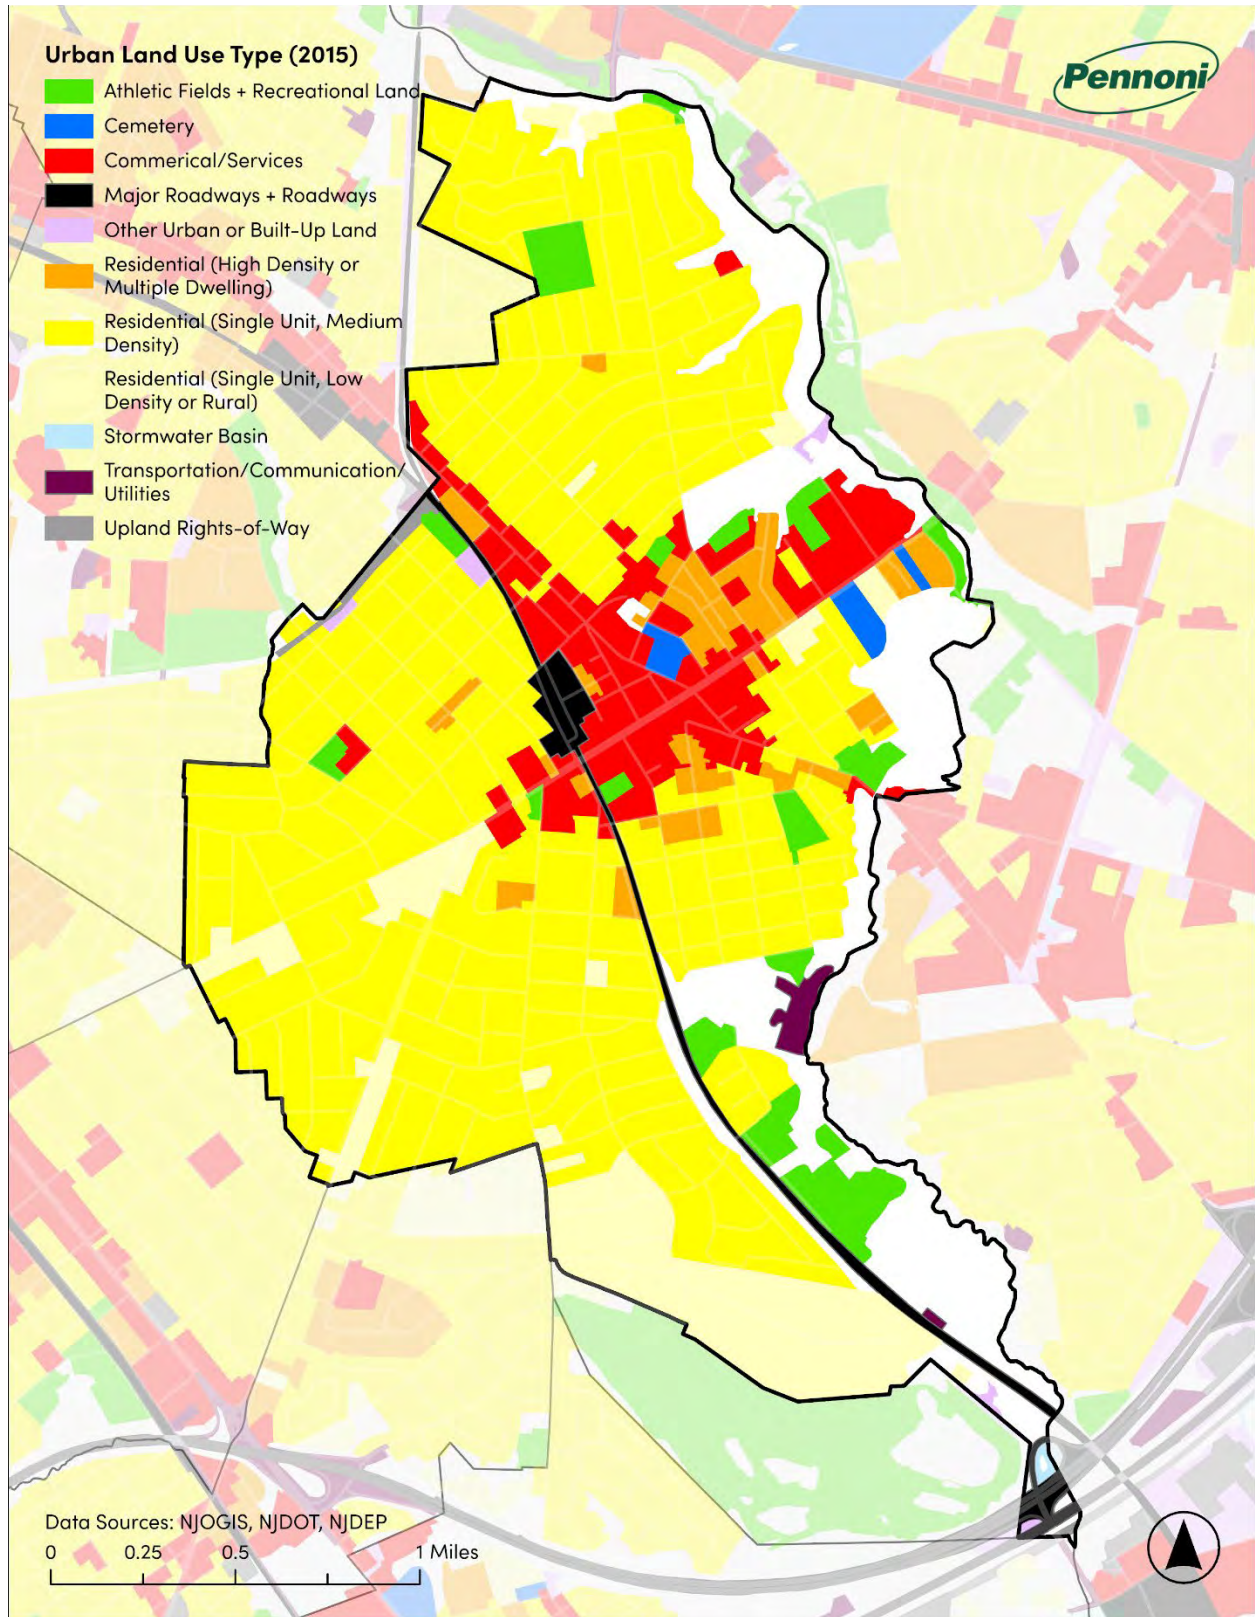 Urban Land Use Type (2015)
Athletic Fields + Recreational Land
Cemetery
Commerical/Services
Major Roadways + Roadways
Other Urban or Built-Up Land
Residential (High Density or
Multiple Dwelling)
Residential (Single Unit, Medium
Density)
Residential (Single Unit, Low
Density or Rural)
Stormwater Basin
Transportation/Communication/
Utilities
Upland Rights-of-Way
Pennoni
Data Sources: NJOGIS, NJDOT, NJDEP
0 0.25 0.5 1 Miles